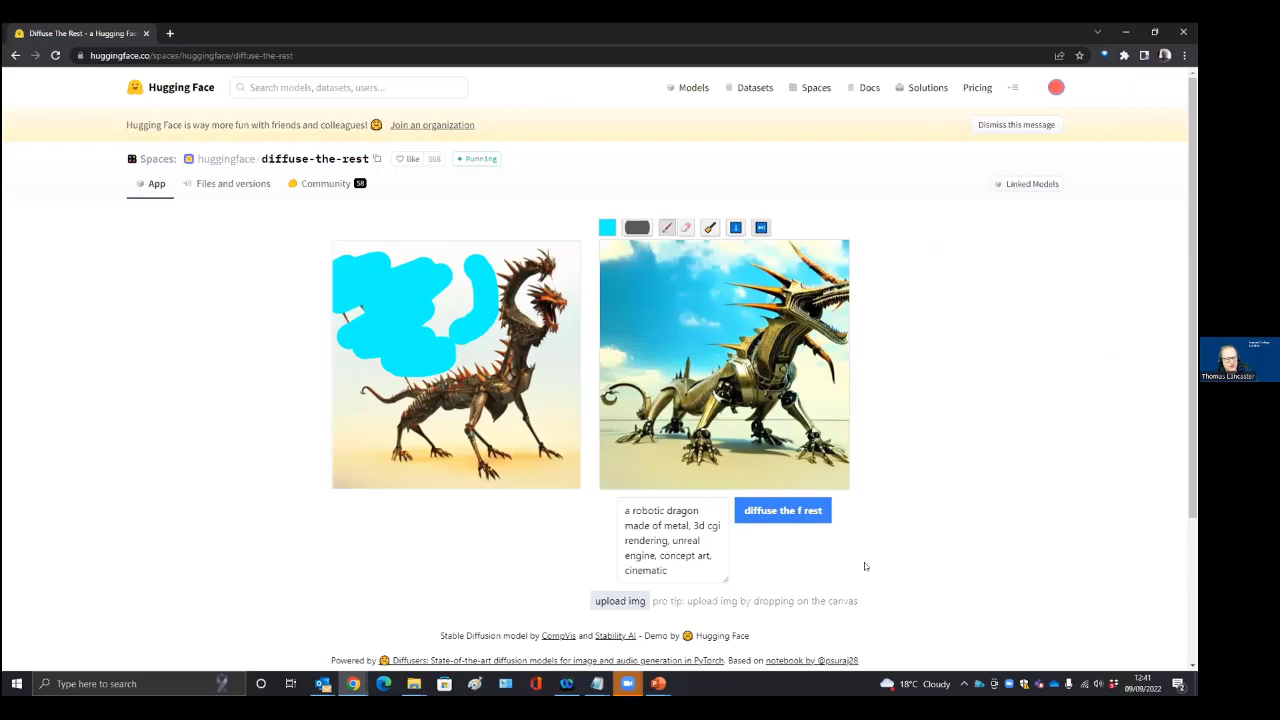 Diffuse The Rest - a Hugging Fac
huggingface.co/spaces/huggingface/diffuse-the-rest
Hugging Face
Search models, datasets, users...
Models
Datasets
Spaces
Docs
Solutions
Pricing
Hugging Face is way more fun with friends and colleagues!
Join an organization
Dismiss this message
Spaces:
huggingface/diffuse-the-rest
like 368
Running
App
Files and versions
Community 58
Linked Models
a robotic dragon
made of metal, 3d cgi
rendering, unreal
engine, concept art,
cinematic
diffuse the f rest
upload img
pro tip: upload img by dropping on the canvas
Stable Diffusion model by CompVis and Stability AI - Demo by Hugging Face
Powered by Diffusers: State-of-the-art diffusion models for image and audio generation in PyTorch. Based on notebook by @psuraj28
Thomas Lancaster
Type here to search
18°C Cloudy
12:41
09/09/2022
2